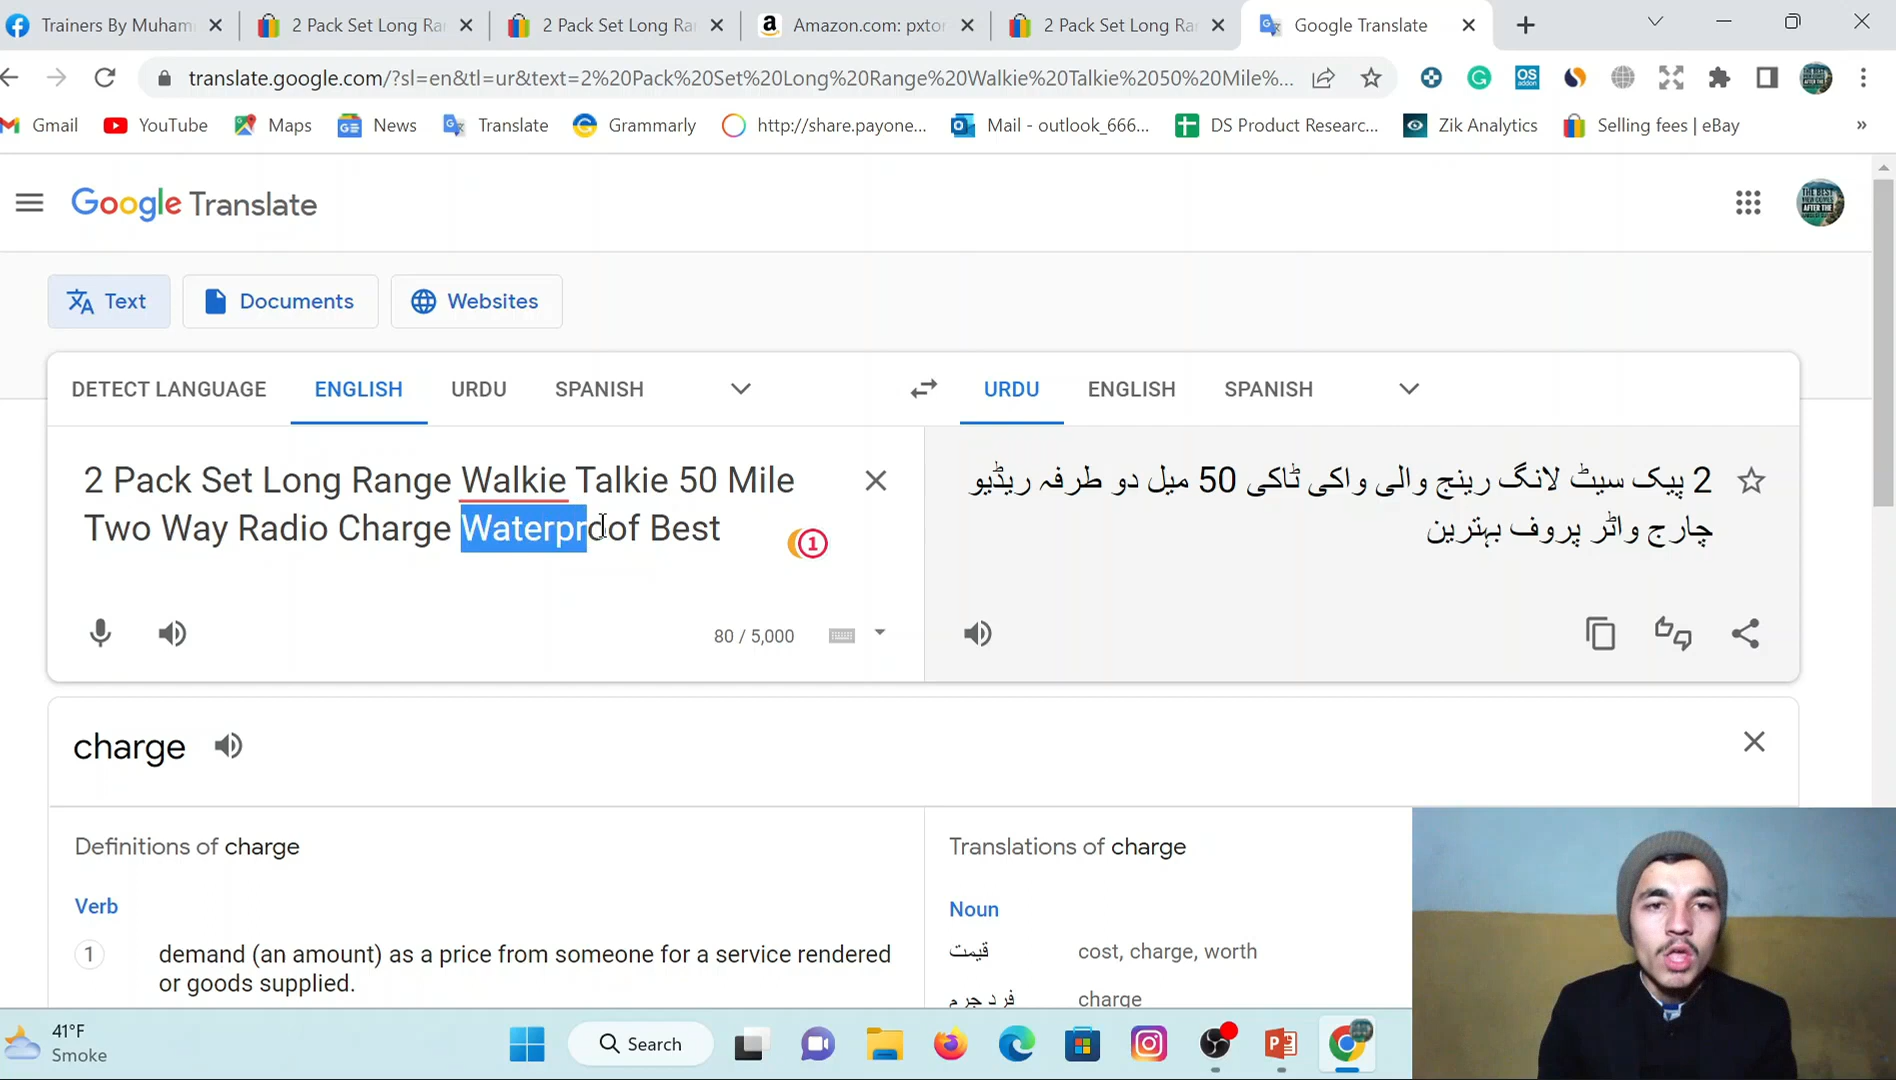 Trainers By Muham
2 Pack Set Long Ra
2 Pack Set Long Ra
Amazon.com: pxtor
2 Pack Set Long Ra
Google Translate
translate.google.com/?sl=en&tl=ur&text=2%20Pack%20Set%20Long%20Range%20Walkie%20Talkie%2050%20Mile%...
Gmail
YouTube
Maps
News
Translate
Grammarly
http://share.payone...
Mail - outlook_666...
DS Product Researc...
Zik Analytics
Selling fees | eBay
»
Google Translate
Text
Documents
Websites
DETECT LANGUAGE
ENGLISH
URDU
SPANISH
URDU
ENGLISH
SPANISH
2 Pack Set Long Range Walkie Talkie 50 Mile
Two Way Radio Charge Waterproof Best
1
80 / 5,000
2 پیک سیٹ لانگ رینج والی واکی ٹاکی 50 میل دو طرفہ ریڈیو
چارج واٹر پروف بہترین
charge
Definitions of charge
Verb
1
demand (an amount) as a price from someone for a service rendered
or goods supplied.
Translations of charge
Noun
قیمت
cost, charge, worth
فرد جرم
charge
41°F
Smoke
Search